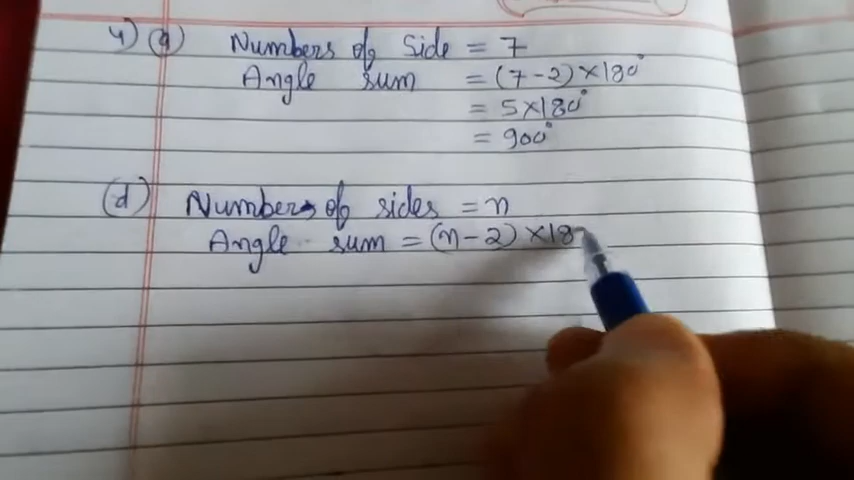 4) (a) Numbers of Side = 7
Angle sum = (7-2)×180°
= 5×180°
= 900°
(d) Numbers of sides = n
Angle sum = (n-2) ×18